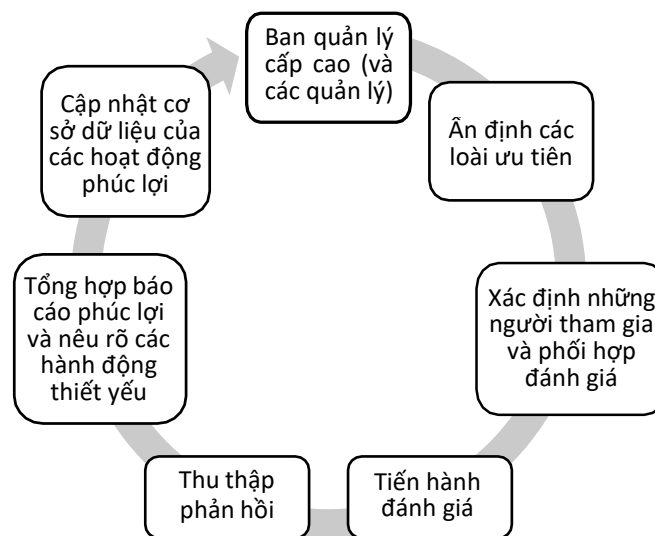 Ban quản lý
cấp cao (và
các quản lý)
Ấn định các
loài ưu tiên
Xác định những
người tham gia
và phối hợp
đánh giá
Tiến hành
đánh giá
Thu thập
phản hồi
Tổng hợp báo
cáo phúc lợi
và nêu rõ các
hành động
thiết yếu
Cập nhật cơ
sở dữ liệu của
các hoạt động
phúc lợi